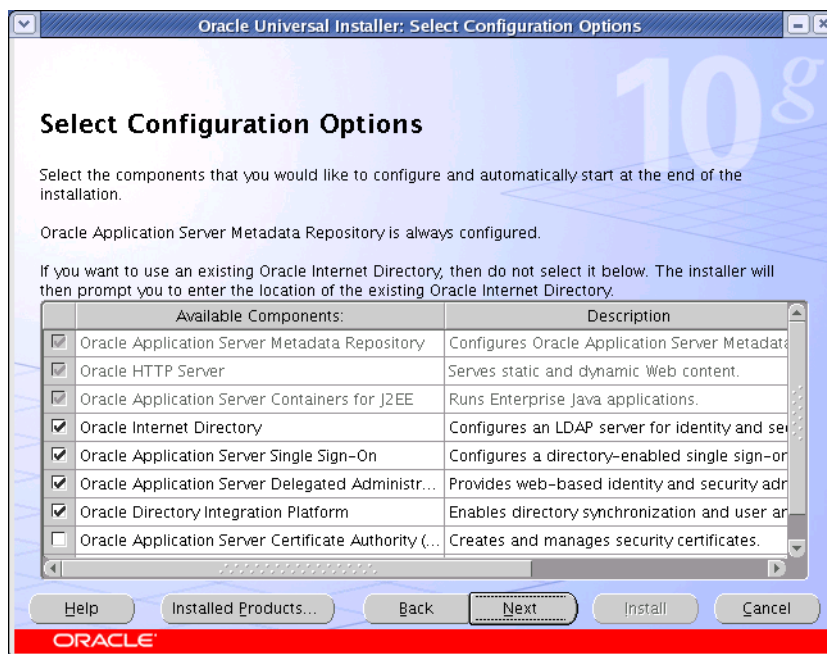 Oracle Universal Installer: Select Configuration Options
10g
Select Configuration Options
Select the components that you would like to configure and automatically start at the end of the
installation.
Oracle Application Server Metadata Repository is always configured.
If you want to use an existing Oracle Internet Directory, then do not select it below. The installer will
then prompt you to enter the location of the existing Oracle Internet Directory.
Available Components: Description
Oracle Application Server Metadata Repository Configures Oracle Application Server Metadata
Oracle HTTP Server Serves static and dynamic Web content.
Oracle Application Server Containers for J2EE Runs Enterprise Java applications.
Oracle Internet Directory Configures an LDAP server for identity and se
Oracle Application Server Single Sign-On Configures a directory-enabled single sign-or
Oracle Application Server Delegated Administr... Provides web-based identity and security adr
Oracle Directory Integration Platform Enables directory synchronization and user ar
Oracle Application Server Certificate Authority (... Creates and manages security certificates.
Help Installed Products... Back Next Install Cancel
ORACLE